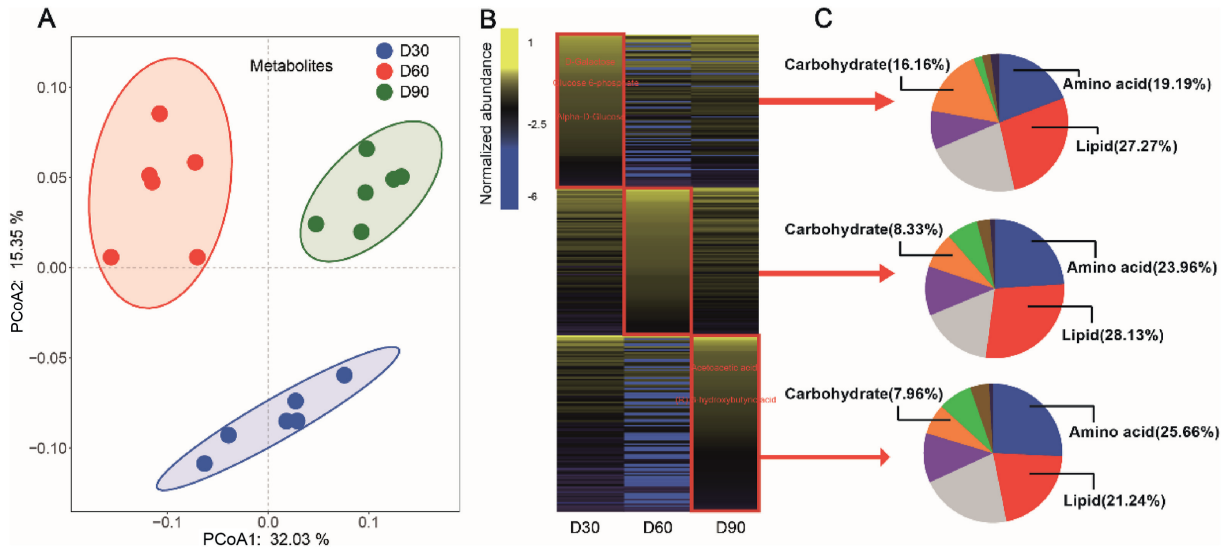 A
Metabolites
D30
D60
D90
0.10
0.05
0.00
−0.05
−0.10
−0.1
0.0
0.1
PCoA2: 15.35 %
PCoA1: 32.03 %
B
Normalized abundance
1
-2.5
-6
Glucose 6-phosphate
Alpha-D-Glucose
Acetoacetic acid
D30
D60
D90
C
Carbohydrate(16.16%)
Amino acid(19.19%)
Lipid(27.27%)
Carbohydrate(8.33%)
Amino acid(23.96%)
Lipid(28.13%)
Carbohydrate(7.96%)
Amino acid(25.66%)
Lipid(21.24%)